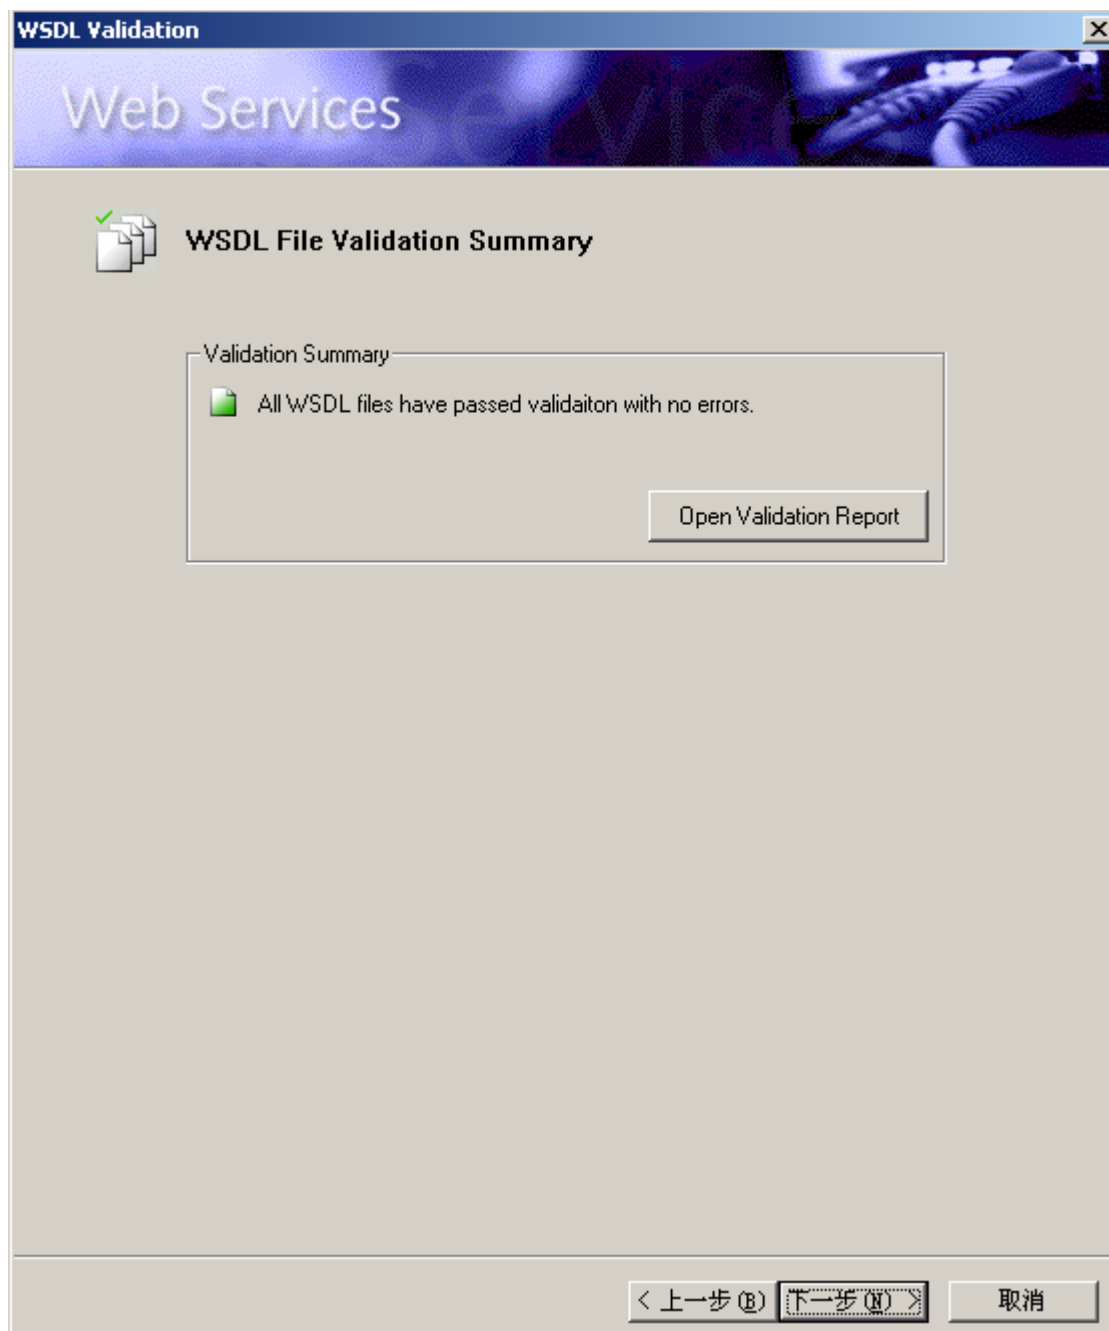 WSDL Validation
Web Services
WSDL File Validation Summary
Validation Summary
All WSDL files have passed validaiton with no errors.
Open Validation Report
< 上一步(B) 下一步(N) > 取消